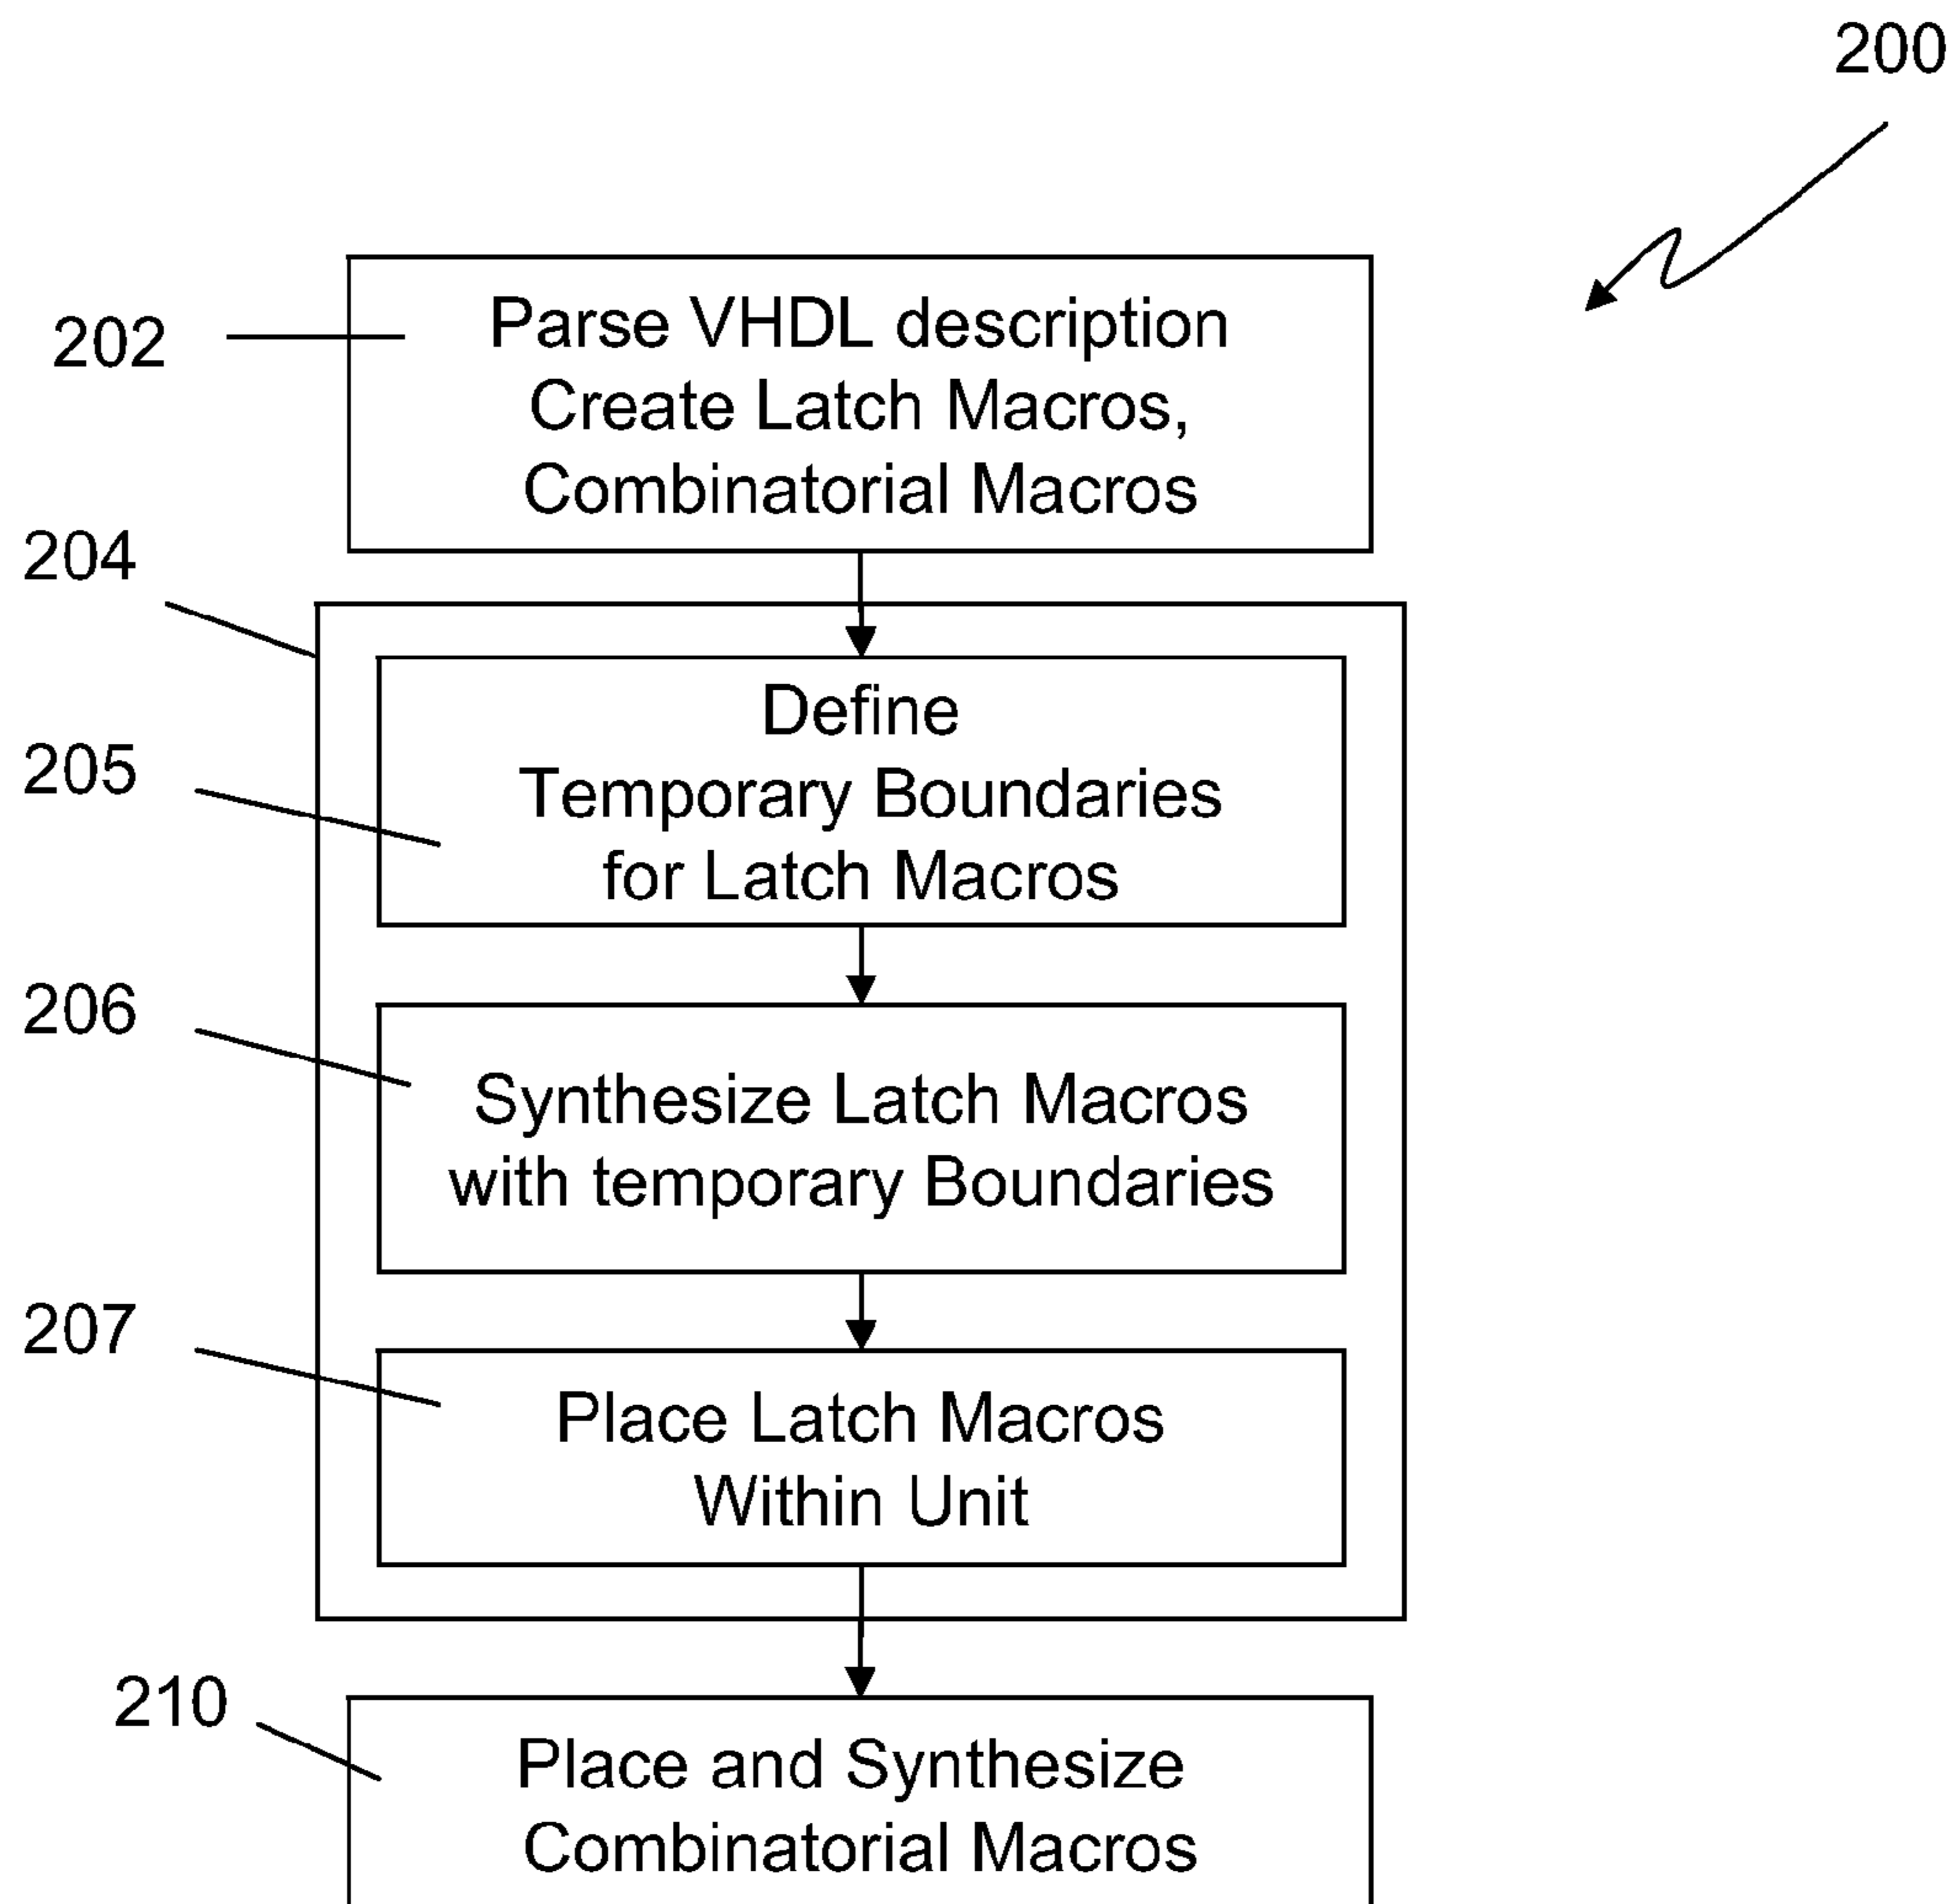 200
202
Parse VHDL description
Create Latch Macros,
Combinatorial Macros
204
205
Define
Temporary Boundaries
for Latch Macros
206
Synthesize Latch Macros
with temporary Boundaries
207
Place Latch Macros
Within Unit
210
Place and Synthesize
Combinatorial Macros